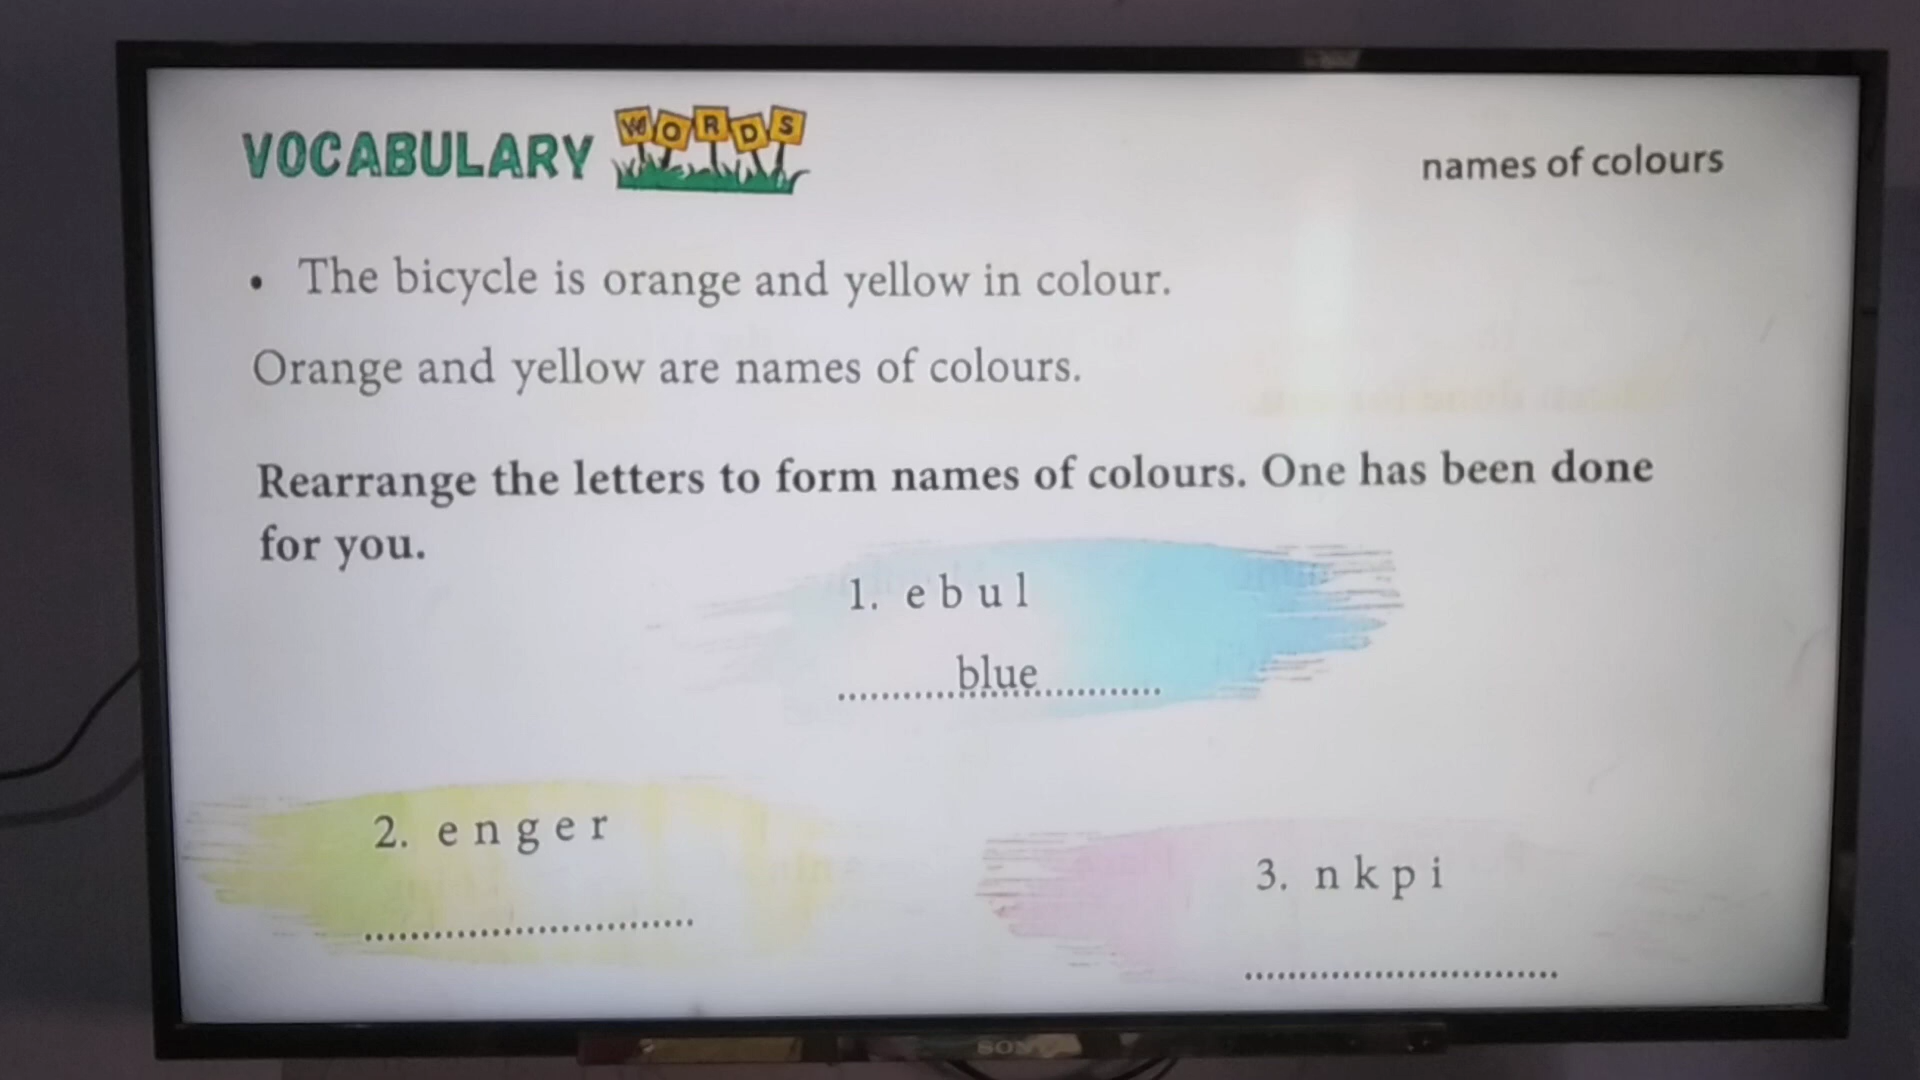 VOCABULARY WORDS
names of colours
• The bicycle is orange and yellow in colour.
Orange and yellow are names of colours.
Rearrange the letters to form names of colours. One has been done
for you.
1. e b u l
blue
2. e n g e r
3. n k p i
SONY